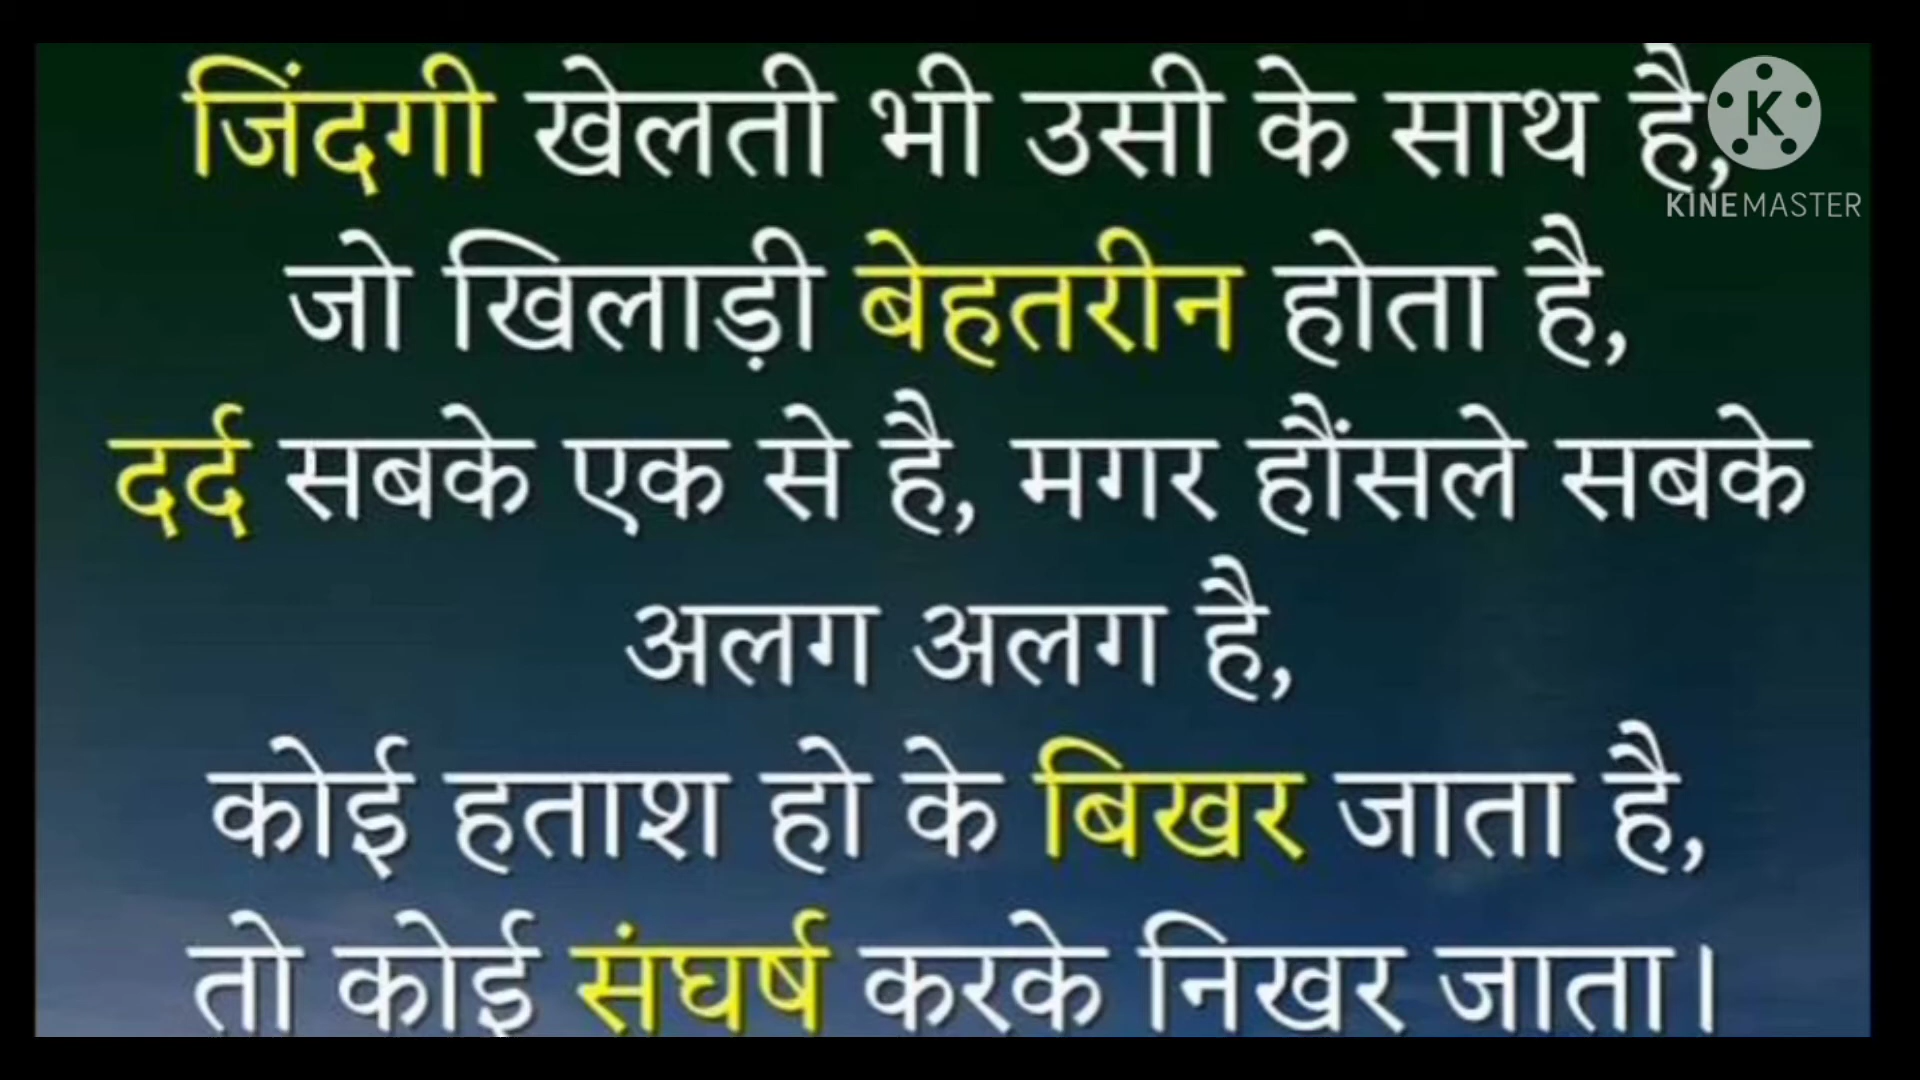 जिंदगी खेलती भी उसी के साथ है,
जो खिलाड़ी बेहतरीन होता है,
दर्द सबके एक से है, मगर हौंसले सबके
अलग अलग है,
कोई हताश हो के बिखर जाता है,
तो कोई संघर्ष करके निखर जाता।
K
KINEMASTER